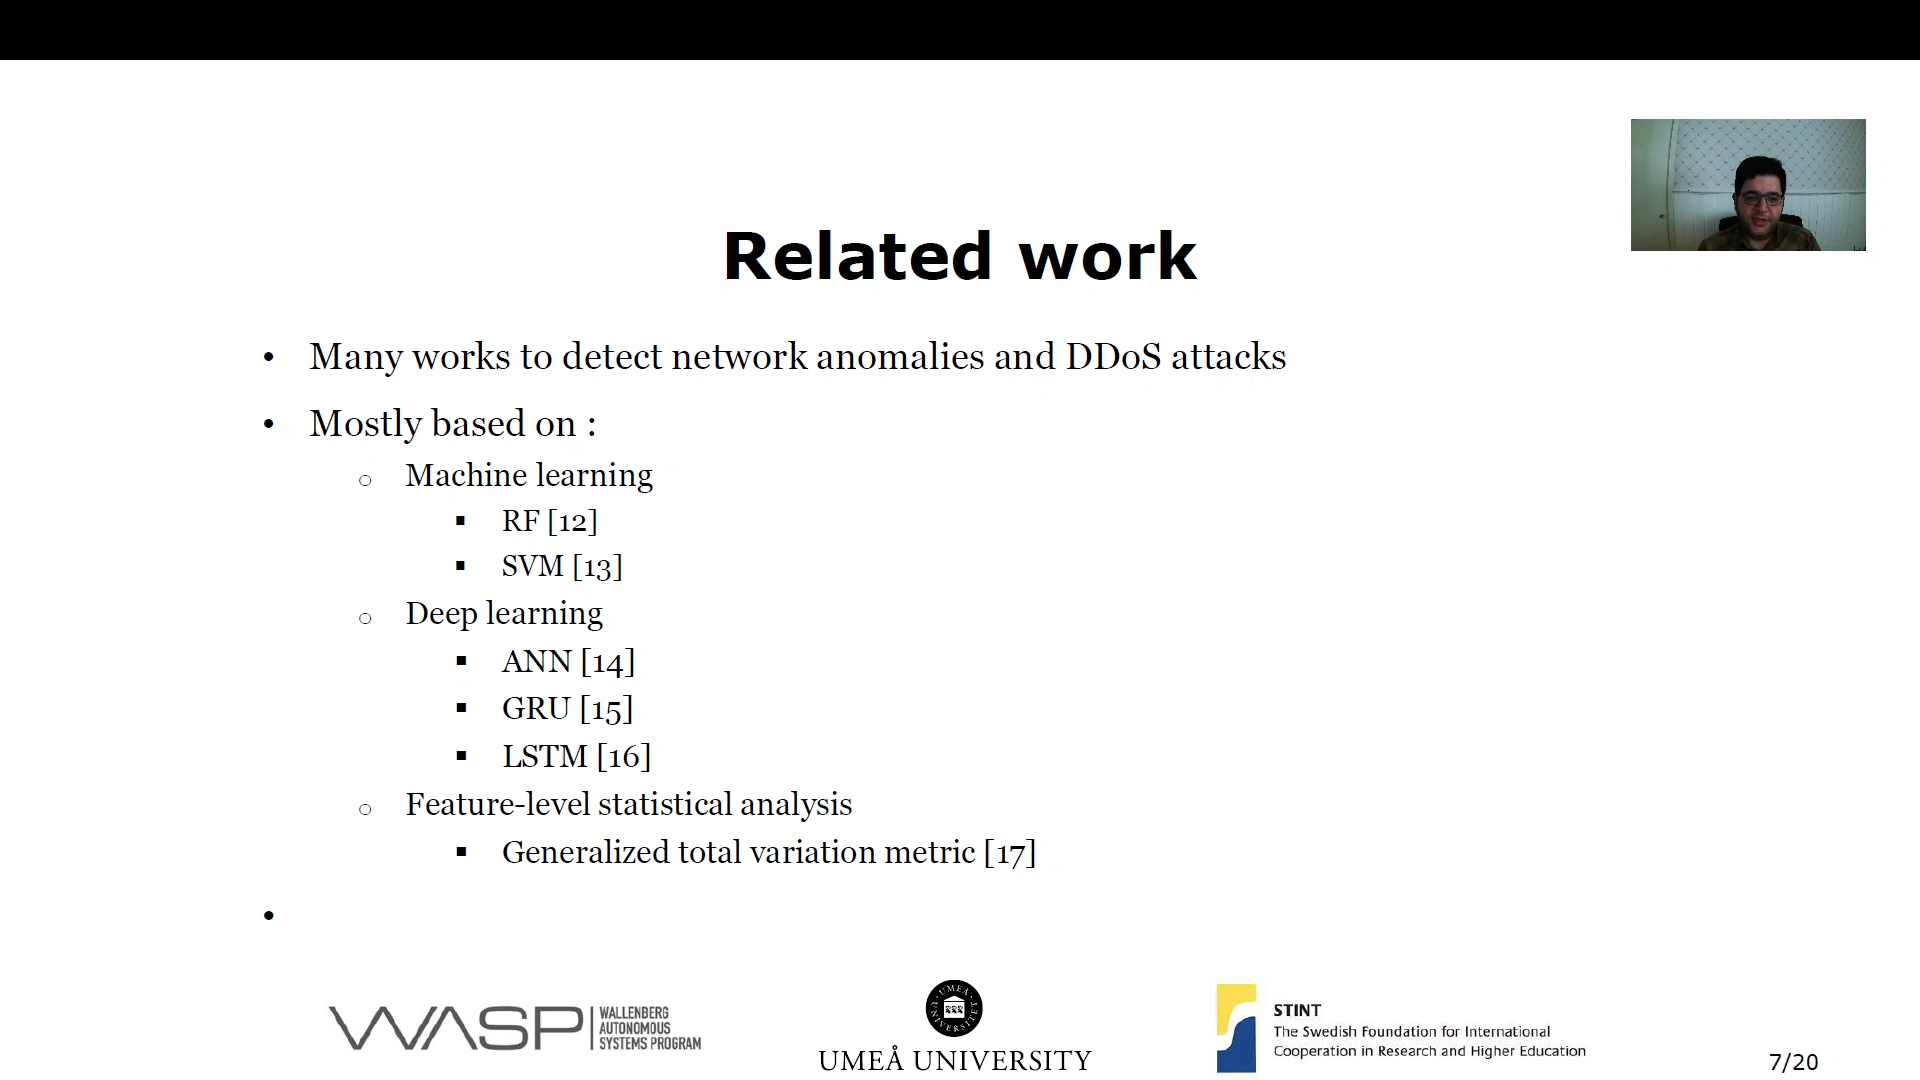 Related work
• Many works to detect network anomalies and DDoS attacks
• Mostly based on :
○ Machine learning
▪ RF [12]
▪ SVM [13]
○ Deep learning
▪ ANN [14]
▪ GRU [15]
▪ LSTM [16]
○ Feature-level statistical analysis
▪ Generalized total variation metric [17]
•
WASP
WALLENBERG
AUTONOMOUS
SYSTEMS PROGRAM
UMEÅ UNIVERSITET
UMEÅ UNIVERSITY
STINT
The Swedish Foundation for International
Cooperation in Research and Higher Education
7/20